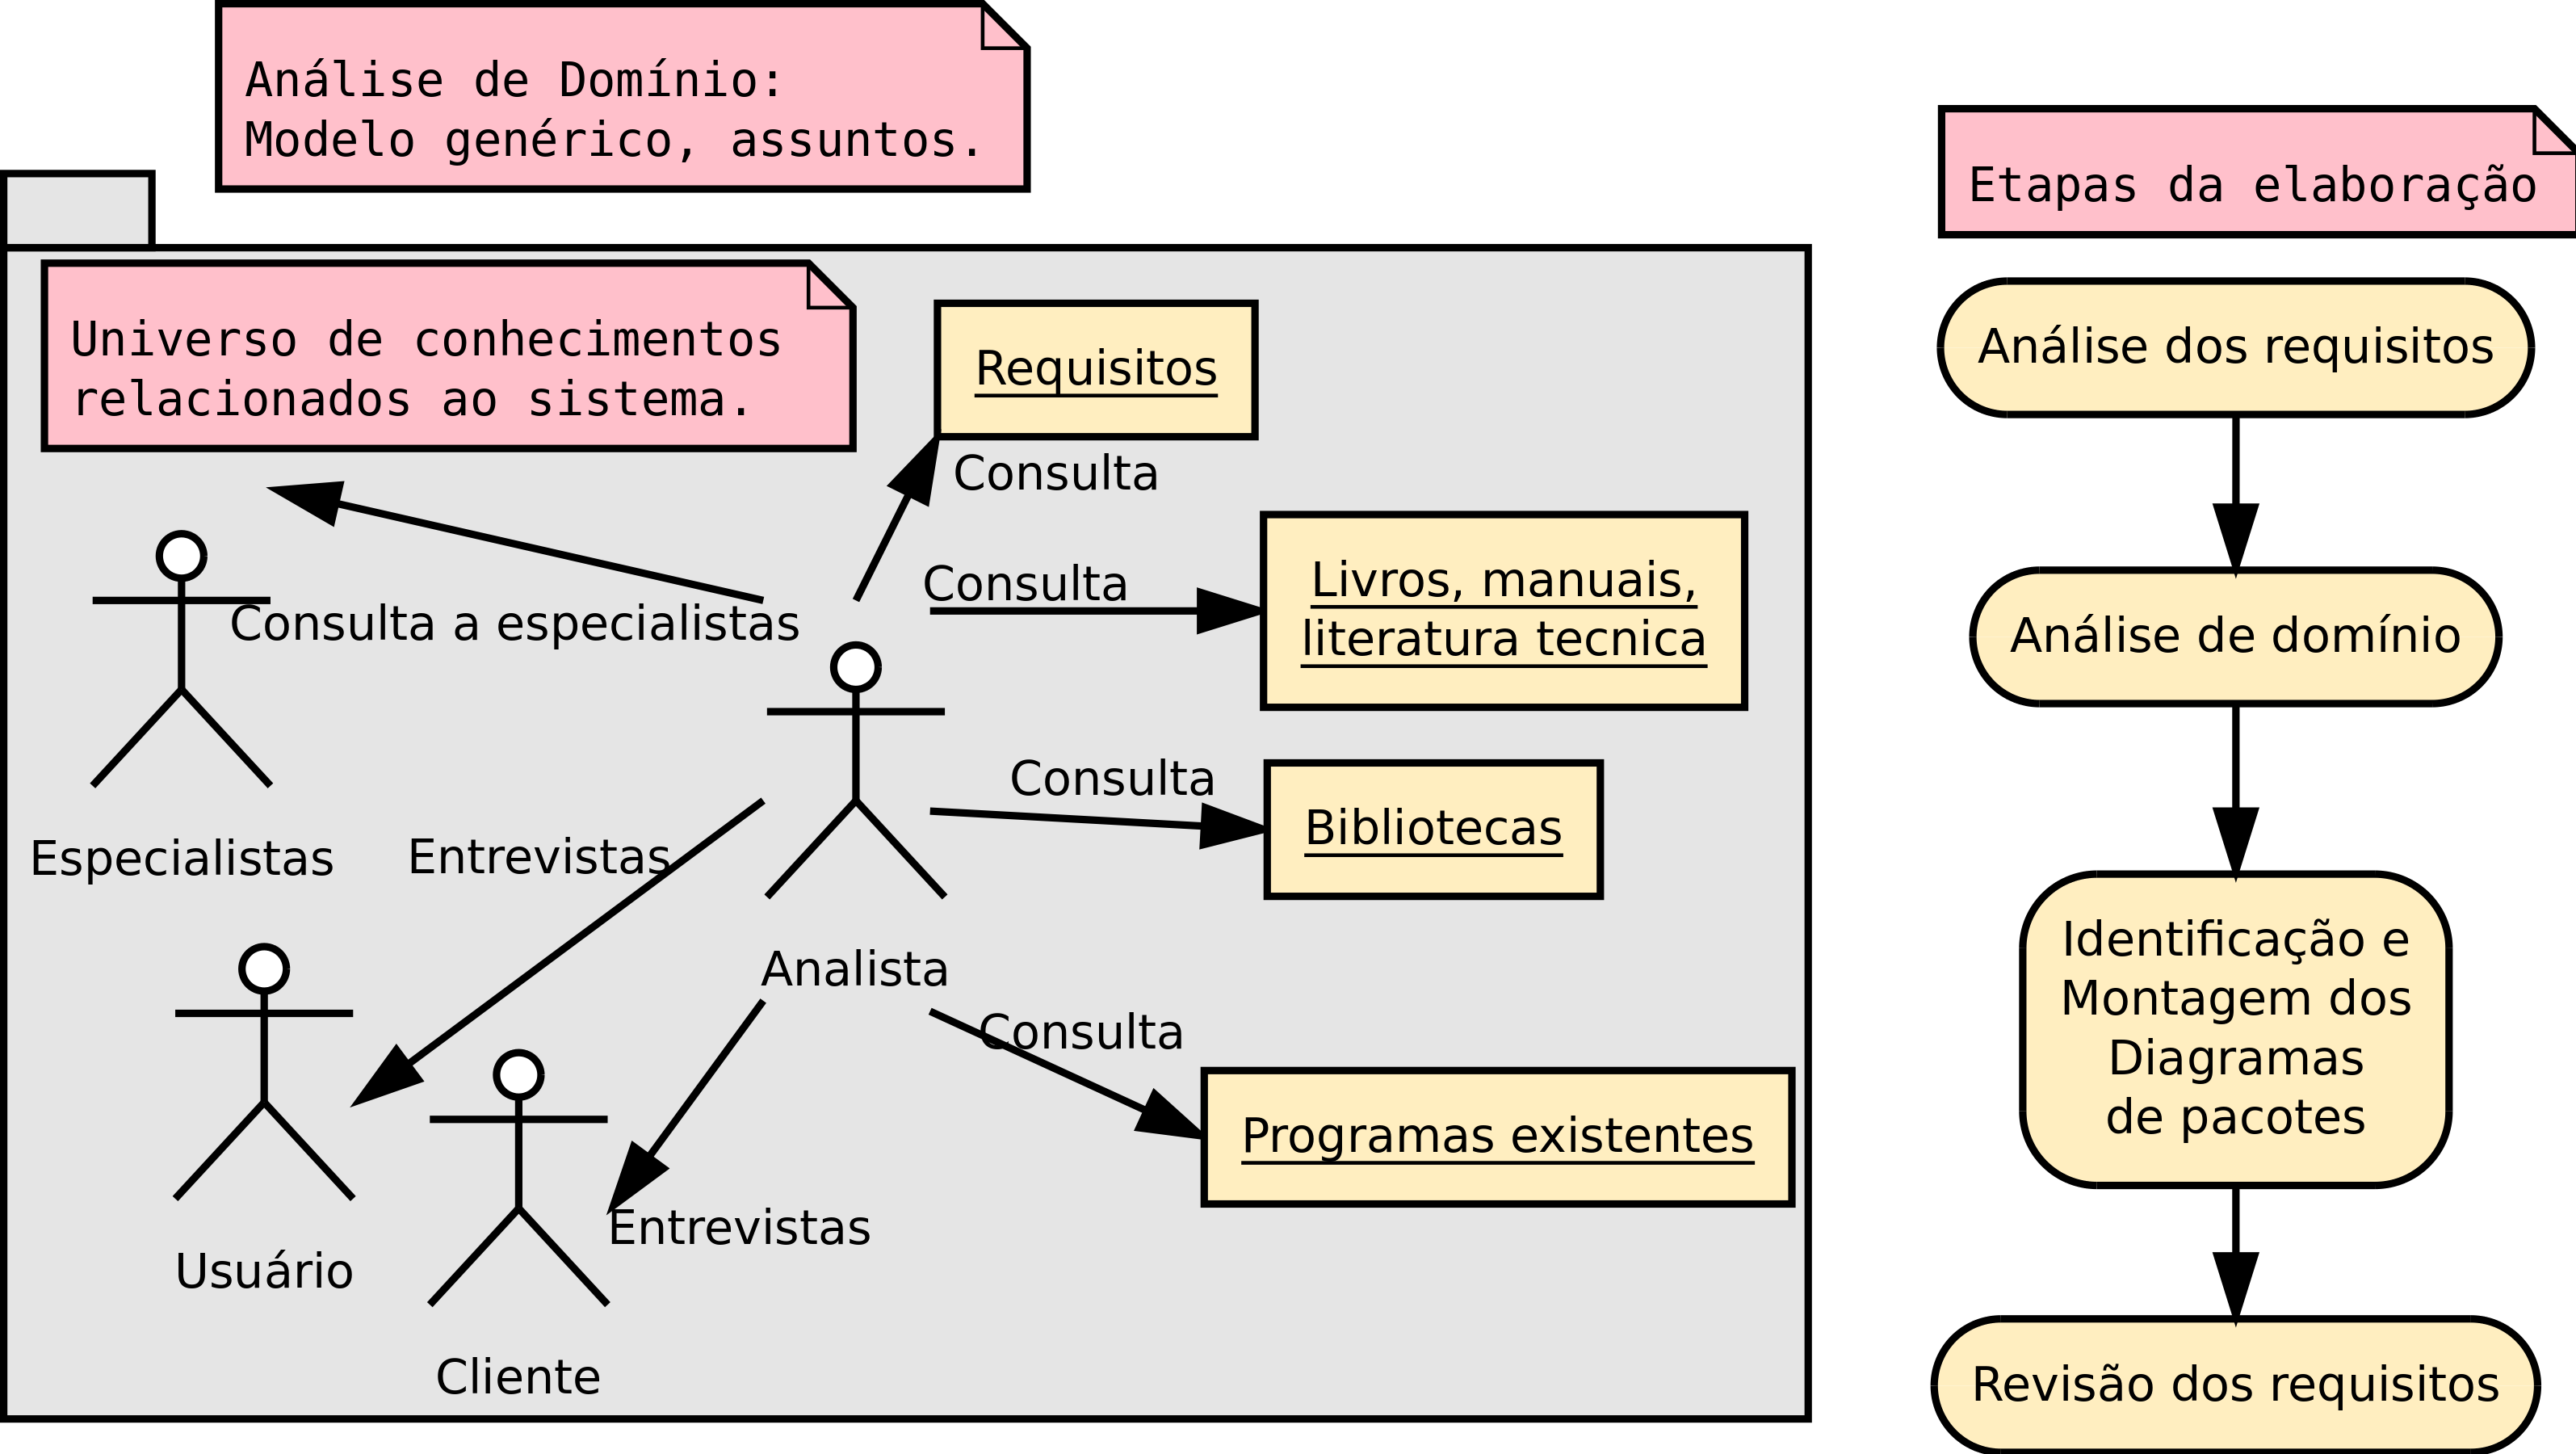 Análise de Domínio:
Modelo genérico, assuntos.
Universo de conhecimentos
relacionados ao sistema.
Requisitos
Consulta
Consulta
Livros, manuais,
literatura tecnica
Consulta a especialistas
Consulta
Bibliotecas
Especialistas
Entrevistas
Analista
Consulta
Programas existentes
Entrevistas
Usuário
Cliente
Etapas da elaboração
Análise dos requisitos
Análise de domínio
Identificação e
Montagem dos
Diagramas
de pacotes
Revisão dos requisitos